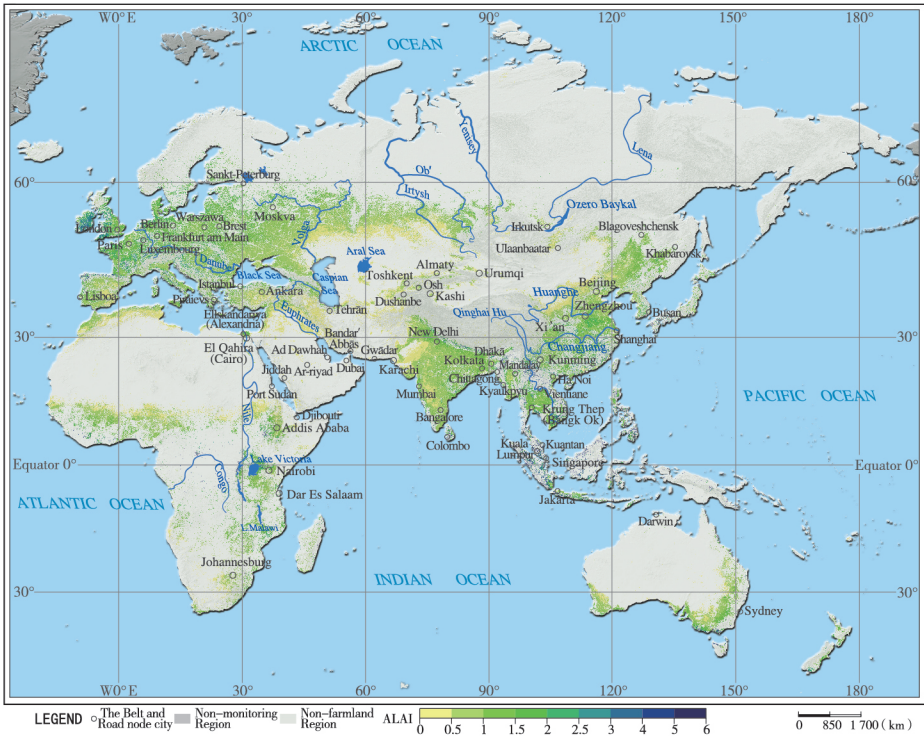 W0°E 30° 60° 90° 120° 150° 180°
ARCTIC OCEAN
Yenisey
Ob'
Lena
Irtysh
Sankt-Peterburg
60° 60°
Moskva
Ozero Baykal
London Berlin Warszawa Brest
Volga
Irkutsk
Blagoveshchensk
Paris Frankfurt am Main
Luxembourg
Ulaanbaatar
Khabarovsk
Danube
Aral Sea
Black Sea Caspian
Sea
Toshkent
Almaty
Urumqi
Istanbul
Ankara
Osh
Beijing
Lisboa
Dushanbe
Kashi
Huanghe
Piraievs
Zhengzhou
Ellskandariya
(Alexandria)
Euphrates
Tehrān
Qinghai Hu
Xi'an
Busan
30° 30°
Bandar'
Abbās
New Delhi
Changjiang
Shanghai
El Qahira
(Cairo)
Ad Dawhah
Gwādar
Kolkata
Dhākā
Kunming
Jiddah
Ar-riyad
Dubai
Karachi
Chittagong
Mandalay
Ha Noi
Port Sudan
Mumbai
Kyaukpyu
Vientiane
PACIFIC OCEAN
Nile
Djibouti
Bangalore
Krung Thep
(Bangk Ok)
Addis Ababa
Colombo
Kuala
Lumpur
Kuantan
Lake Victoria
Equator 0° Equator 0°
Nairobi
Singapore
Congo
ATLANTIC OCEAN
Dar Es Salaam
Jakarta
L.Malawi
Darwin
Johannesburg
INDIAN OCEAN
30° 30°
Sydney
W0°E 30° 60° 90° 120° 150° 180°
LEGEND The Belt and
Road node city
Non-monitoring
Region
Non-farmland
Region
ALAI
0 0.5 1 1.5 2 2.5 3 4 5 6
0 850 1 700 (km)